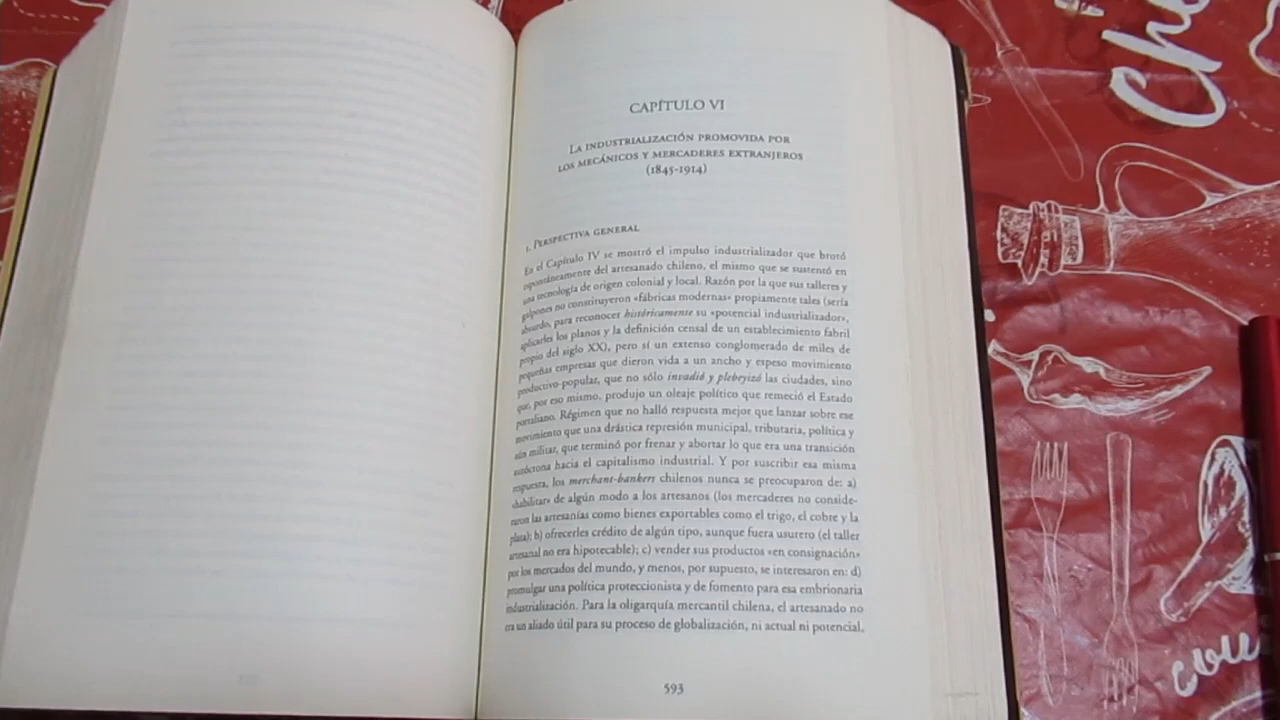 CAPÍTULO VI
LA INDUSTRIALIZACIÓN PROMOVIDA POR
LOS MECÁNICOS Y MERCADERES EXTRANJEROS
(1845-1914)
1. PERSPECTIVA GENERAL
En el Capítulo IV se mostró el impulso industrializador que brotó
espontáneamente del artesanado chileno, el mismo que se sustentó en
una tecnología de origen colonial y local. Razón por la que sus talleres y
galpones no constituyeron «fábricas modernas» propiamente tales (sería
absurdo, para reconocer históricamente su «potencial industrializador»,
aplicarles los planos y la definición censal de un establecimiento fabril
propio del siglo XX), pero sí un extenso conglomerado de miles de
pequeñas empresas que dieron vida a un ancho y espeso movimiento
productivo-popular, que no sólo invadió y plebeyizó las ciudades, sino
que, por eso mismo, produjo un oleaje político que remeció el Estado
portaliano. Régimen que no halló respuesta mejor que lanzar sobre ese
movimiento que una drástica represión municipal, tributaria, política y
aún militar, que terminó por frenar y abortar lo que era una transición
autóctona hacia el capitalismo industrial. Y por suscribir esa misma
respuesta, los merchant-bankers chilenos nunca se preocuparon de: a)
«habilitar» de algún modo a los artesanos (los mercaderes no conside-
raron las artesanías como bienes exportables como el trigo, el cobre y la
plata); b) ofrecerles crédito de algún tipo, aunque fuera usurero (el taller
artesanal no era hipotecable); c) vender sus productos «en consignación»
por los mercados del mundo, y menos, por supuesto, se interesaron en: d)
promulgar una política proteccionista y de fomento para esa embrionaria
industrialización. Para la oligarquía mercantil chilena, el artesanado no
era un aliado útil para su proceso de globalización, ni actual ni potencial.
593
Che